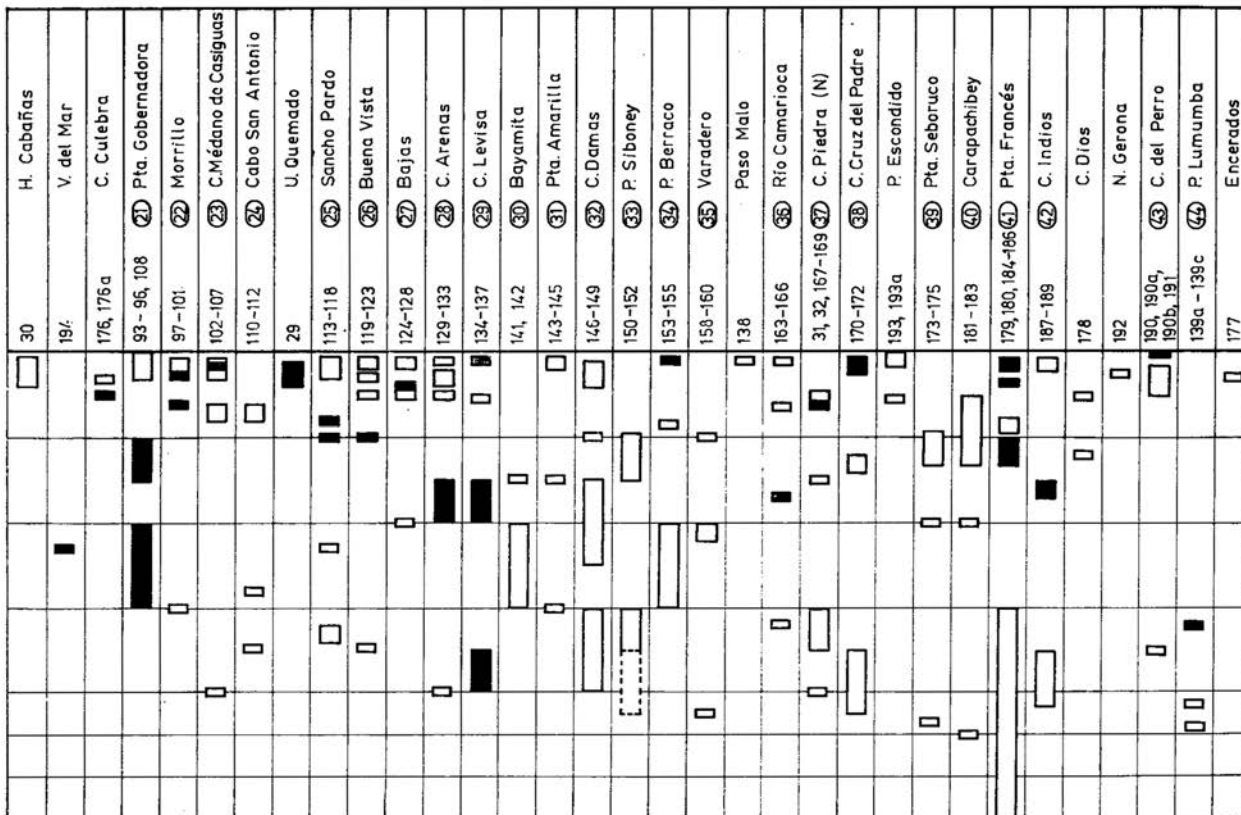 30 H. Cabañas
194 V. del Mar
176, 176a C. Culebra
93-96, 108 21 Pta. Gobernadora
97-101 22 Morrillo
102-107 23 C.Médano de Casiguas
110-112 24 Cabo San Antonio
29 U. Quemado
113-118 25 Sancho Pardo
119-123 26 Buena Vista
124-128 27 Bajas
129-133 28 C. Arenas
134-137 29 C. Levisa
141, 142 30 Bayamita
143-145 31 Pta. Amarilla
146-149 32 C. Damas
150-152 33 P. Siboney
153-155 34 P. Berraco
158-160 35 Varadero
138 Paso Malo
163-166 36 Río Camarioca
31, 32, 167-169 37 C. Piedra (N)
170-172 38 C. Cruz del Padre
193, 193a P. Escondido
173-175 39 Pta. Seboruco
181-183 40 Carapachibey
179, 180, 184-186 41 Pta. Francés
187-189 42 C. Indios
178 C. Dios
192 N. Gerona
190, 190a, 43 C. del Perro
190b, 191
139a-139c 44 P. Lumumba
177 Encerados